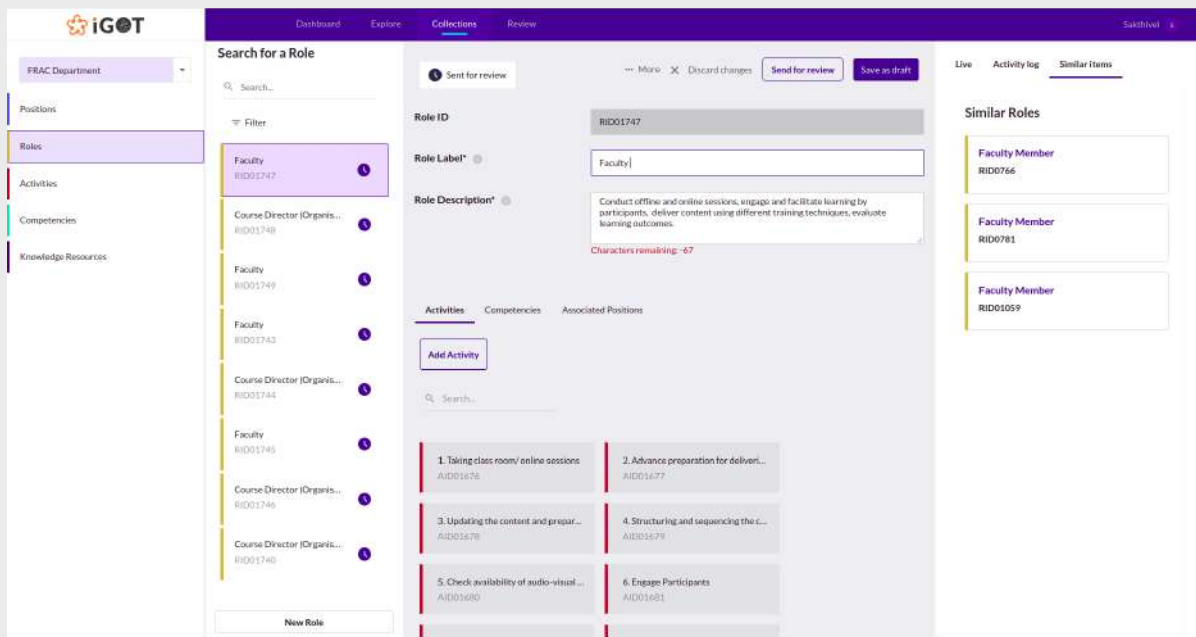 iGOT
Dashboard
Explore
Collections
Review
Sakthivel
FRAC Department
Positions
Roles
Activities
Competencies
Knowledge Resources
Search for a Role
Search...
Filter
Faculty
RID01747
Course Director (Organis...
RID01748
Faculty
RID01749
Faculty
RID01743
Course Director (Organis...
RID01744
Faculty
RID01745
Course Director (Organis...
RID01746
Course Director (Organis...
RID01740
New Role
Sent for review
... More
Discard changes
Send for review
Save as draft
Role ID
RID01747
Role Label*
Faculty
Role Description*
Conduct offline and online sessions, engage and facilitate learning by
participants, deliver content using different training techniques, evaluate
learning outcomes.
Characters remaining: -67
Activities
Competencies
Associated Positions
Add Activity
Search...
1. Taking class room/ online sessions
AID01676
2. Advance preparation for deliveri...
AID01677
3. Updating the content and prepar...
AID01678
4. Structuring and sequencing the c...
AID01679
5. Check availability of audio-visual ...
AID01680
6. Engage Participants
AID01681
Live
Activity log
Similar items
Similar Roles
Faculty Member
RID0766
Faculty Member
RID0781
Faculty Member
RID01059